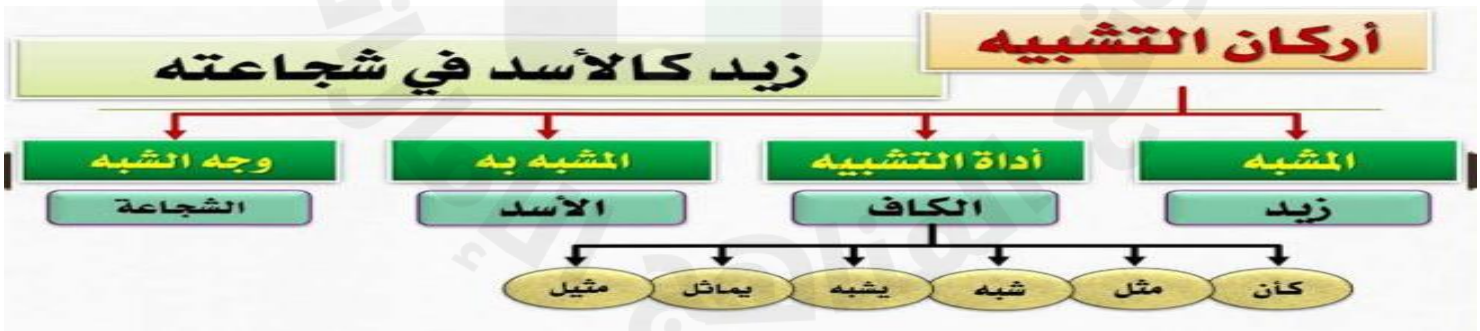 أركان التشبيه
زيد كالأسد في شجاعته
المشبه
أداة التشبيه
المشبه به
وجه الشبه
زيد
الكاف
الأسد
الشجاعة
كأن
مثل
شبه
يشبه
يماثل
مثيل